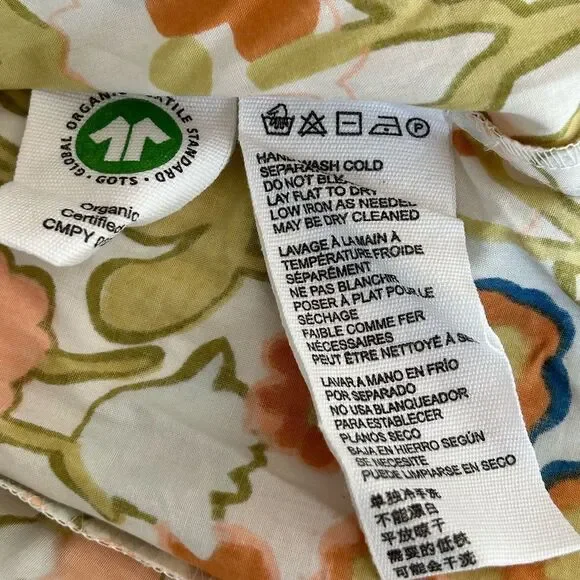 GLOBAL ORGANIC TEXTILE STANDARD
· GOTS ·
Organic
Certified
CMPY
P
HAND
SEPAR WASH COLD
DO NOT BLE
LAY FLAT TO DRY
LOW IRON AS NEEDED
MAY BE DRY CLEANED
LAVAGE À LA MAIN À
TEMPÉRATURE FROIDE
SÉPARÉMENT
NE PAS BLANCHIR
POSER À PLAT POUR LE
SÉCHAGE
FAIBLE COMME FER
NÉCESSAIRES
PEUT ÊTRE NETTOYÉ À SE
LAVAR A MANO EN FRÍO
POR SEPARADO
NO USA BLANQUEADOR
PARA ESTABLECER
PLANOS SECO
BAJA EN HIERRO SEGÚN
SE NECESITE
PUEDE LIMPIARSE EN SECO
单独冷手洗
不能漂白
平放晾干
需要的低铁
可能会干洗